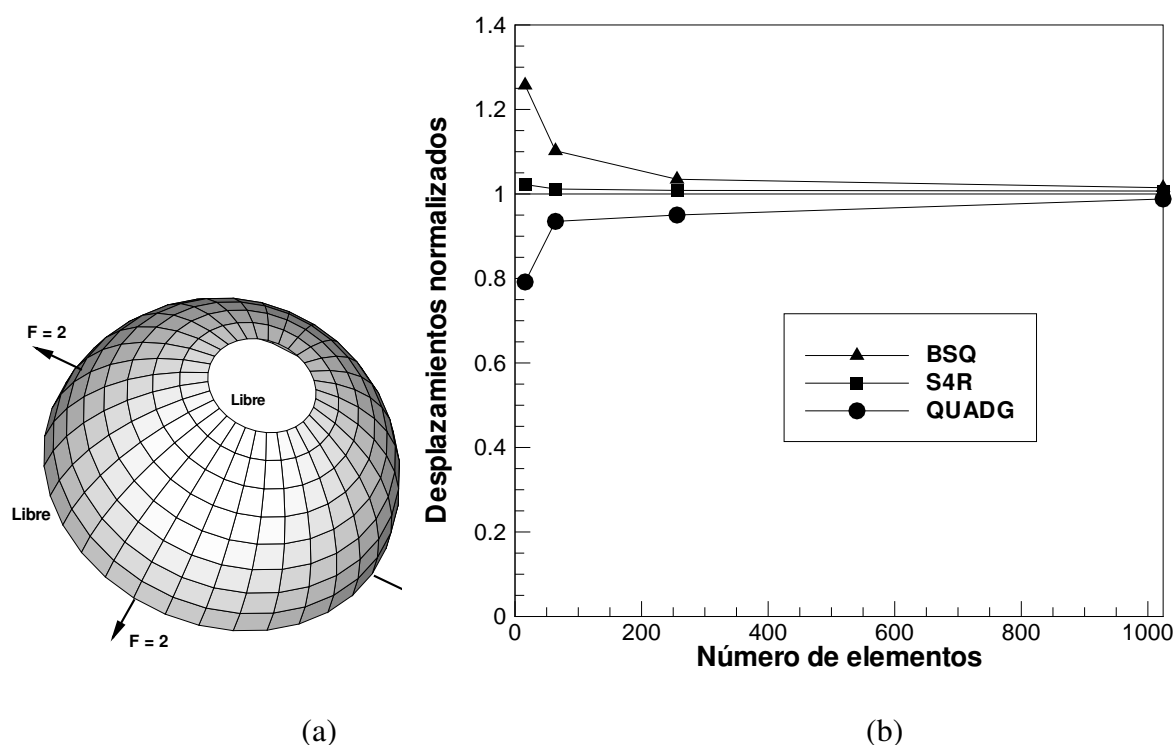 F = 2
Libre
Libre
F = 2
(a)
Desplazamientos normalizados
1.4
1.2
1
0.8
0.6
0.4
0.2
0
BSQ
S4R
QUADG
0
200
400
600
800
1000
Número de elementos
(b)